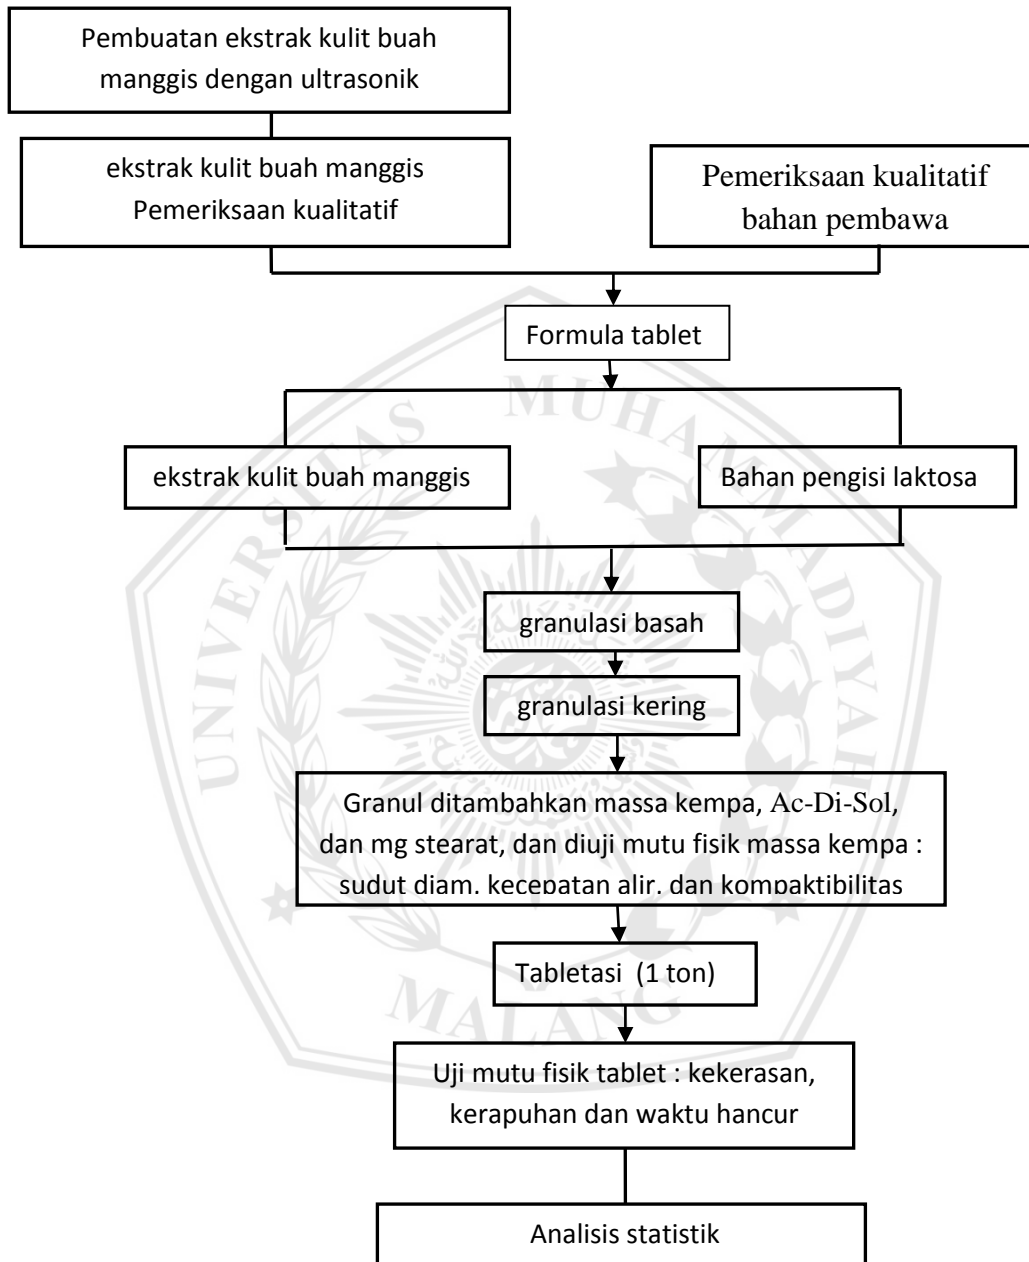 Pembuatan ekstrak kulit buah
manggis dengan ultrasonik
ekstrak kulit buah manggis
Pemeriksaan kualitatif
Pemeriksaan kualitatif
bahan pembawa
Formula tablet
ekstrak kulit buah manggis
Bahan pengisi laktosa
granulasi basah
granulasi kering
Granul ditambahkan massa kempa, Ac-Di-Sol,
dan mg stearat, dan diuji mutu fisik massa kempa :
sudut diam, kecepatan alir, dan kompaktibilitas
Tabletasi (1 ton)
Uji mutu fisik tablet : kekerasan,
kerapuhan dan waktu hancur
Analisis statistik
UNIVERSITAS MUHAMMADIYAH
MALANG